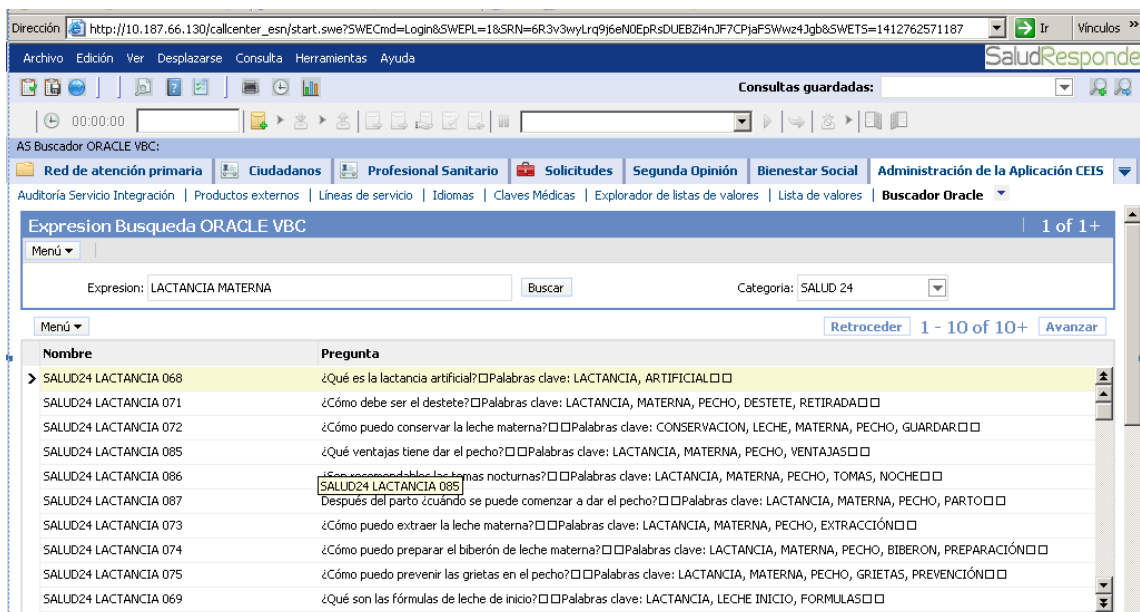 Dirección http://10.187.66.130/callcenter_esn/start.swe?SWECmd=Login&SWEPL=1&SRN=6R3v3wyLrq9j6eN0EpRsDUEBZi4nJF7CPjaFSWwz4Jgb&SWETS=1412762571187 Ir Vínculos »
Archivo Edición Ver Desplazarse Consulta Herramientas Ayuda SaludResponde
Consultas guardadas:
00:00:00
AS Buscador ORACLE VBC:
Red de atención primaria Ciudadanos Profesional Sanitario Solicitudes Segunda Opinión Bienestar Social Administración de la Aplicación CEIS
Auditoría Servicio Integración | Productos externos | Líneas de servicio | Idiomas | Claves Médicas | Explorador de listas de valores | Lista de valores | Buscador Oracle
Expresion Busqueda ORACLE VBC 1 of 1+
Menú
Expresion: LACTANCIA MATERNA Buscar Categoria: SALUD 24
Menú Retroceder 1 - 10 of 10+ Avanzar
Nombre Pregunta
SALUD24 LACTANCIA 068 ¿Qué es la lactancia artificial?□Palabras clave: LACTANCIA, ARTIFICIAL□□
SALUD24 LACTANCIA 071 ¿Cómo debe ser el destete?□Palabras clave: LACTANCIA, MATERNA, PECHO, DESTETE, RETIRADA□□
SALUD24 LACTANCIA 072 ¿Cómo puedo conservar la leche materna?□□Palabras clave: CONSERVACION, LECHE, MATERNA, PECHO, GUARDAR□□
SALUD24 LACTANCIA 085 ¿Qué ventajas tiene dar el pecho?□□Palabras clave: LACTANCIA, MATERNA, PECHO, VENTAJAS□□
SALUD24 LACTANCIA 086 ¿Son recomendables las tomas nocturnas?□□Palabras clave: LACTANCIA, MATERNA, PECHO, TOMAS, NOCHE□□
SALUD24 LACTANCIA 085
SALUD24 LACTANCIA 087 Después del parto ¿cuándo se puede comenzar a dar el pecho?□□Palabras clave: LACTANCIA, MATERNA, PECHO, PARTO□□
SALUD24 LACTANCIA 073 ¿Cómo puedo extraer la leche materna?□□Palabras clave: LACTANCIA, MATERNA, PECHO, EXTRACCIÓN□□
SALUD24 LACTANCIA 074 ¿Cómo puedo preparar el biberón de leche materna?□□Palabras clave: LACTANCIA, MATERNA, PECHO, BIBERON, PREPARACIÓN□□
SALUD24 LACTANCIA 075 ¿Cómo puedo prevenir las grietas en el pecho?□□Palabras clave: LACTANCIA, MATERNA, PECHO, GRIETAS, PREVENCIÓN□□
SALUD24 LACTANCIA 069 ¿Qué son las fórmulas de leche de inicio?□□Palabras clave: LACTANCIA, LECHE INICIO, FORMULAS□□